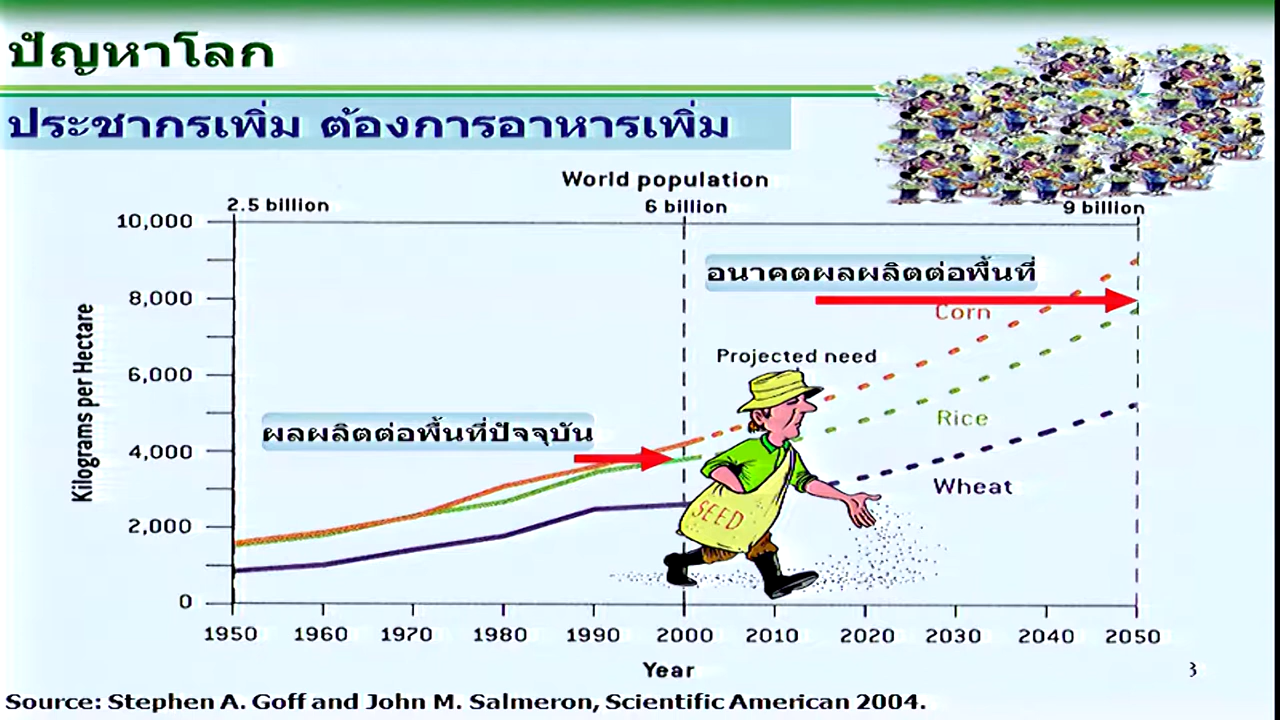 ปัญหาโลก
ประชากรเพิ่ม ต้องการอาหารเพิ่ม
World population
2.5 billion 6 billion 9 billion
10,000
อนาคตผลผลิตต่อพื้นที่
8,000
Corn
Projected need
6,000
Kilograms per Hectare
Rice
ผลผลิตต่อพื้นที่ปัจจุบัน
4,000
Wheat
SEED
2,000
0
1950 1960 1970 1980 1990 2000 2010 2020 2030 2040 2050
Year
3
Source: Stephen A. Goff and John M. Salmeron, Scientific American 2004.